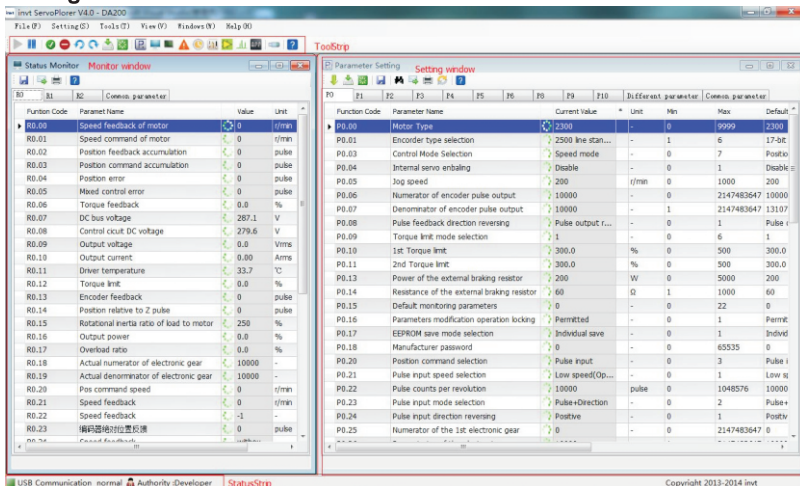 invt ServoPlorer V4.0 - DA200
File(F) Setting(S) Tools(T) View(V) Windows(W) Help(H)
ToolStrip
Status Monitor Monitor window
Parameter Setting Setting window
R0 R1 R2 Common parameter
P0 P1 P2 P3 P4 P5 P6 P8 P9 P10 Different parameter Common parameter
Funtion Code Paramet Name Value Unit
Function Code Parameter Name Current Value * Unit Min Max Default
R0.00 Speed feedback of motor 0 r/min
R0.01 Speed command of motor 0 r/min
R0.02 Position feedback accumulation 0 pulse
R0.03 Position command accumulation 0 pulse
R0.04 Position error 0 pulse
R0.05 Mixed control error 0 pulse
R0.06 Torque feedback 0.0 %
R0.07 DC bus voltage 287.1 V
R0.08 Control cicuit DC voltage 279.6 V
R0.09 Output voltage 0.0 Vrms
R0.10 Output current 0.00 Arms
R0.11 Driver temperature 33.7 ℃
R0.12 Torque limit 0.0 %
R0.13 Encoder feedback 0 pulse
R0.14 Position relative to Z pulse 0 pulse
R0.15 Rotational inertia ratio of load to motor 250 %
R0.16 Output power 0.0 %
R0.17 Overload ratio 0.0 %
R0.18 Actual numerator of electronic gear 10000 -
R0.19 Actual denominator of electronic gear 10000 -
R0.20 Pos command speed 0 r/min
R0.21 Speed feedback 0 r/min
R0.22 Speed feedback -1 -
R0.23 编码器绝对位置反馈 0 pulse
P0.00 Motor Type 2300 - 0 9999 2300
P0.01 Encorder type selection 2500 line stan... - 1 6 17-bit
P0.03 Control Mode Selection Speed mode - 0 7 Positio
P0.04 Internal servo enbaling Disable - 0 1 Disable
P0.05 Jog speed 200 r/min 0 1000 200
P0.06 Numerator of encoder pulse output 10000 - 0 2147483647 10000
P0.07 Denominator of encoder pulse output 10000 - 1 2147483647 13107
P0.08 Pulse feedback direction reversing Pulse output r... - 0 1 Pulse
P0.09 Torque limit mode selection 1 - 0 6 1
P0.10 1st Torque limit 300.0 % 0 500 300.0
P0.11 2nd Torque limit 300.0 % 0 500 300.0
P0.13 Power of the external braking resistor 200 W 0 5000 200
P0.14 Resistance of the external braking resistor 60 Ω 1 1000 60
P0.15 Default monitoring parameters 0 - 0 22 0
P0.16 Parameters modification operation locking Permitted - 0 1 Permit
P0.17 EEPROM save mode selection Individual save - 0 1 Individ
P0.18 Manufacturer password 0 - 0 65535 0
P0.20 Position command selection Pulse input - 0 3 Pulse i
P0.21 Pulse input speed selection Low speed(Op... - 0 1 Low s
P0.22 Pulse counts per revolution 10000 pulse 0 1048576 10000
P0.23 Pulse input mode selection Pulse+Direction - 0 2 Pulse+
P0.24 Pulse input direction reversing Positive - 0 1 Positiv
P0.25 Numerator of the 1st electronic gear 0 - 0 2147483647 0
USB Communication normal Authority :Developer StatusStrip Copyright 2013-2014 invt